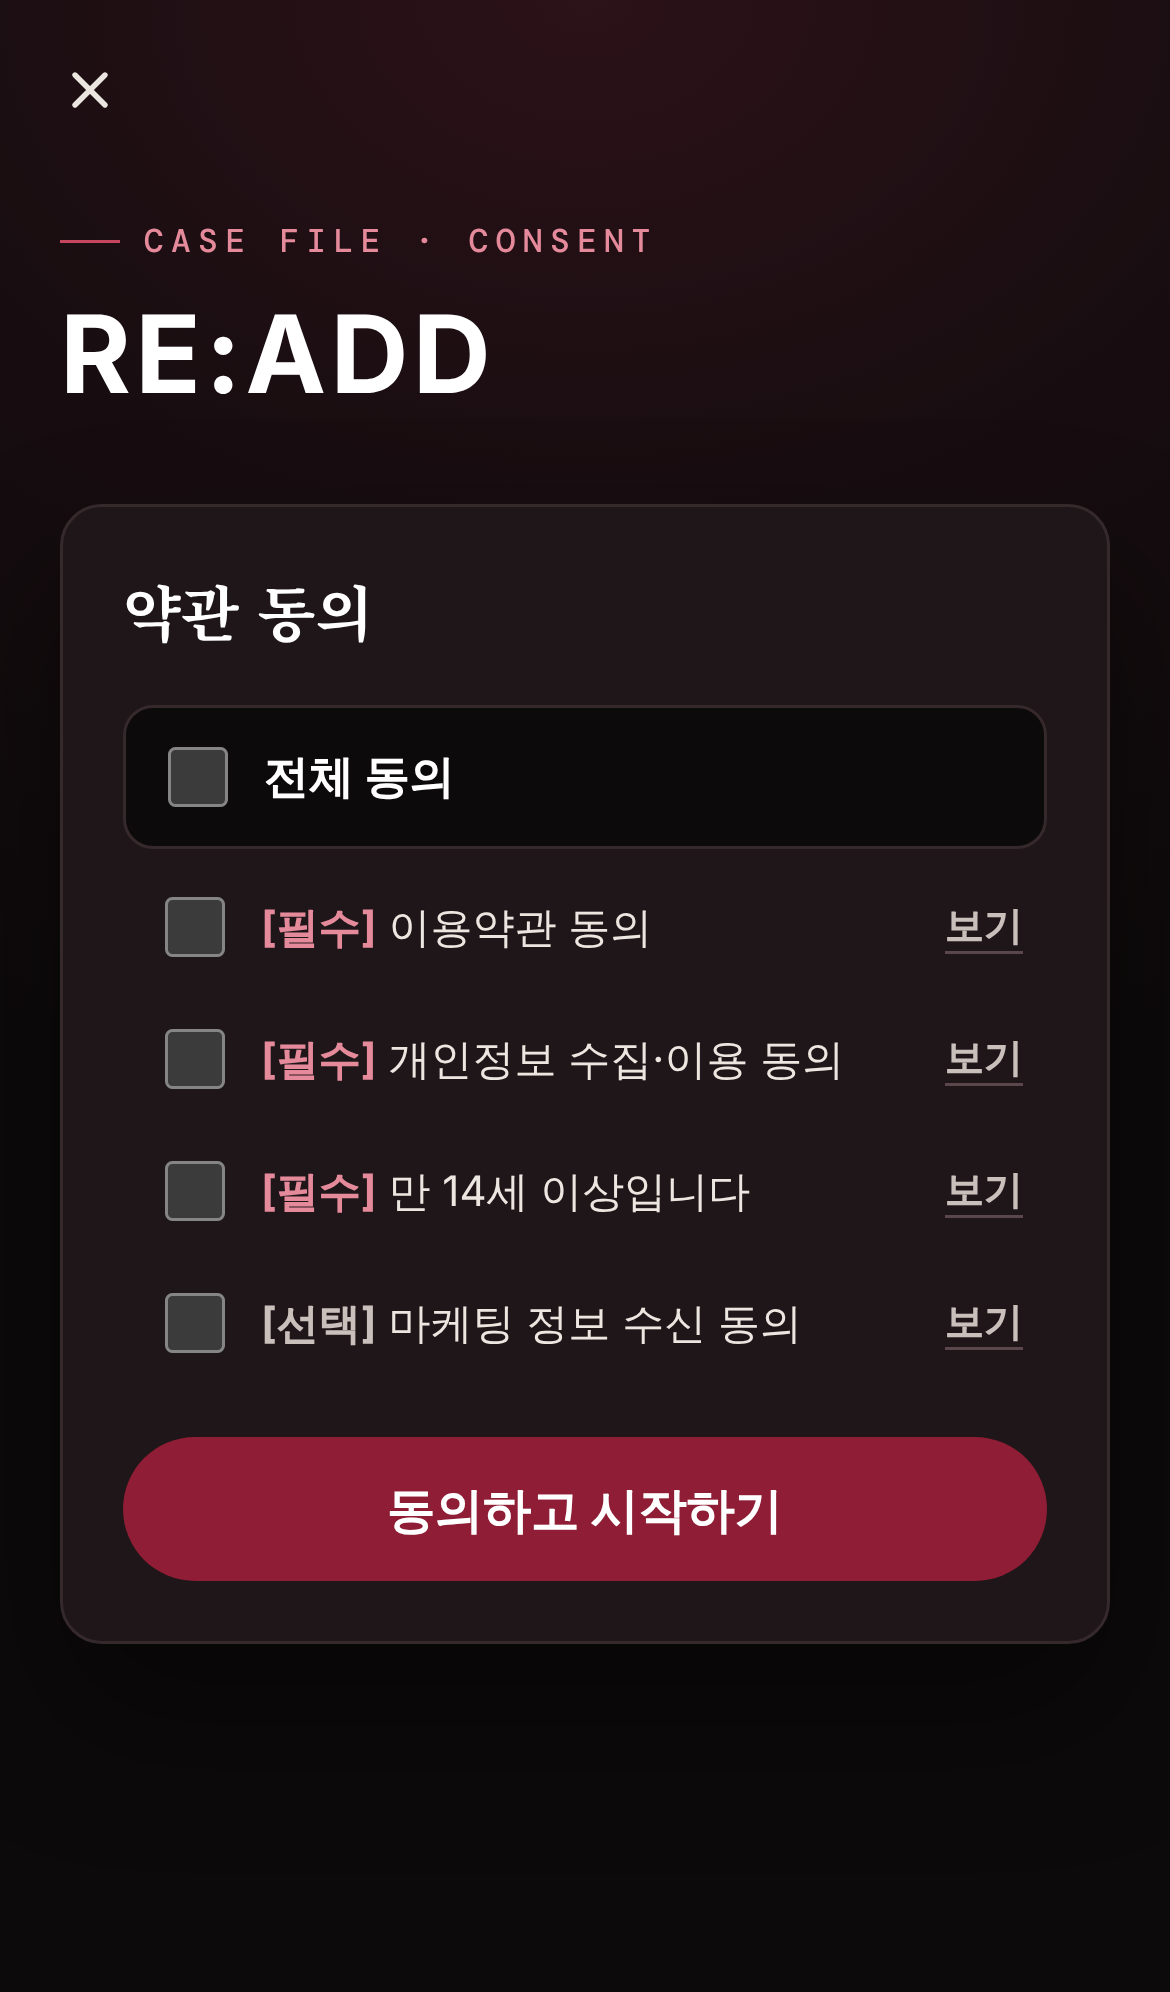 CASE FILE · CONSENT
RE:ADD
약관 동의
전체 동의
[필수] 이용약관 동의 보기
[필수] 개인정보 수집·이용 동의 보기
[필수] 만 14세 이상입니다 보기
[선택] 마케팅 정보 수신 동의 보기
동의하고 시작하기